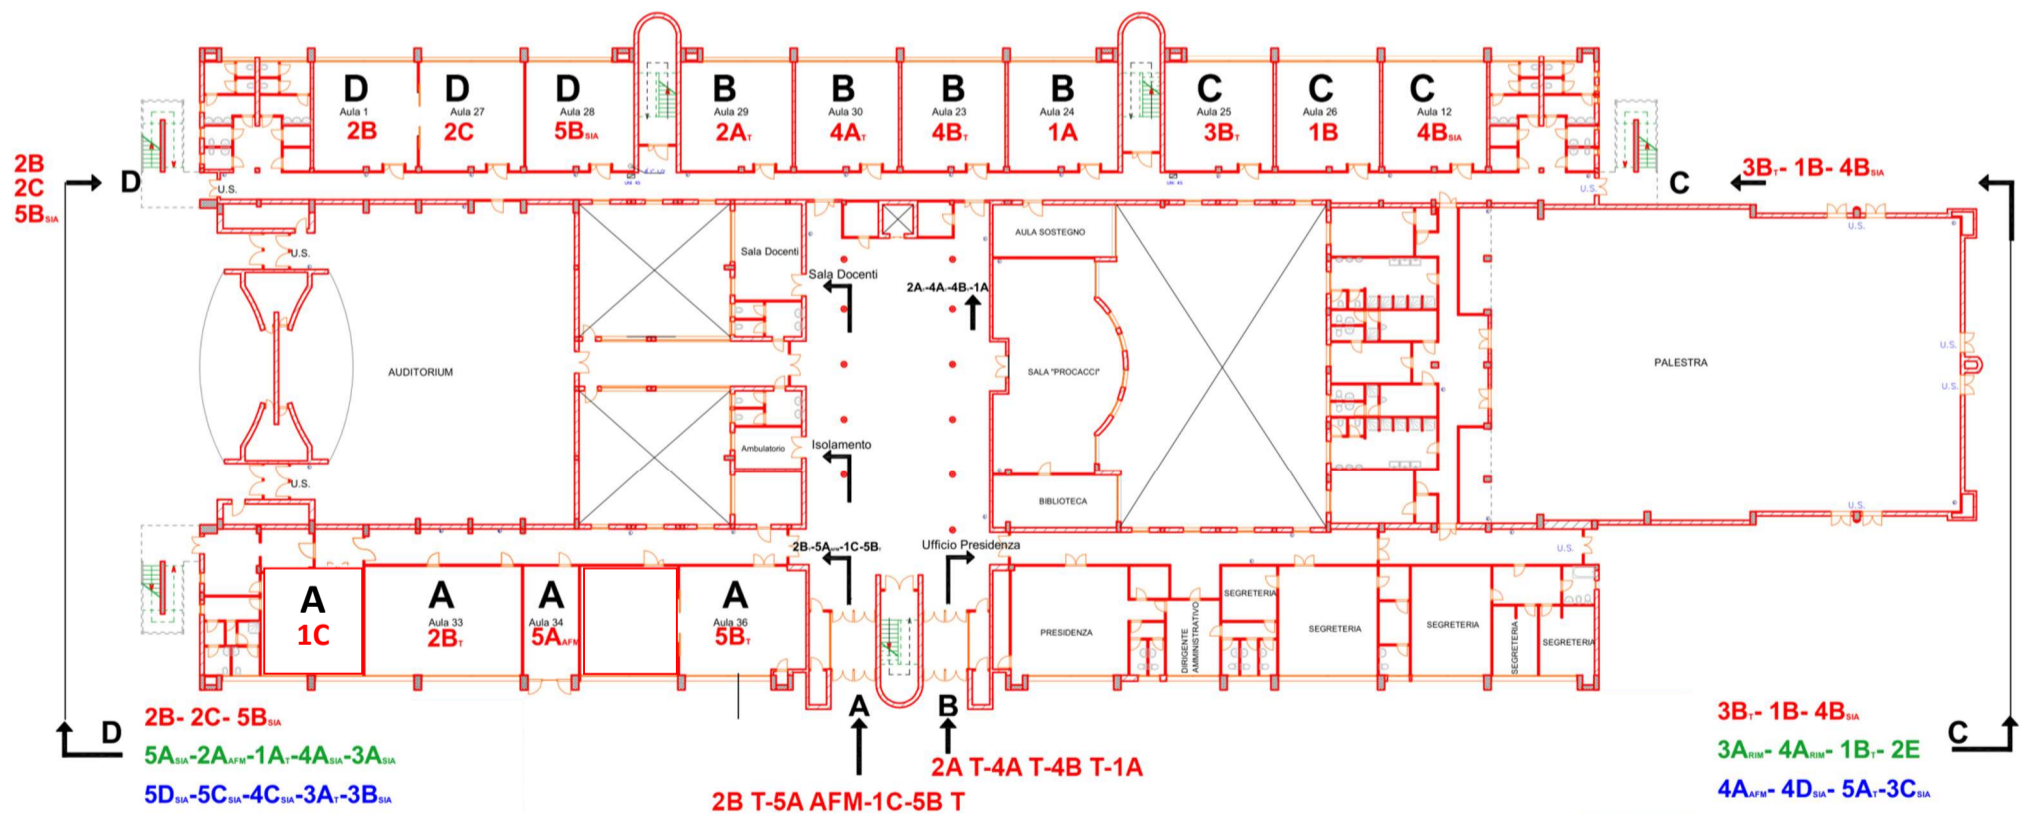 D D D B B B B C C C
Aula 1 Aula 27 Aula 28 Aula 29 Aula 30 Aula 23 Aula 24 Aula 25 Aula 26 Aula 12
2B 2C 5BSIA 2AT 4AT 4BT 1A 3BT 1B 4BSIA
2B
2C
5BSIA
D
U.S.
U.S.
C
3BT- 1B- 4BSIA
U.S.
U.S.
AUDITORIUM
Sala Docenti
Sala Docenti
2A -4A -4B -1A
AULA SOSTEGNO
SALA "PROCACCI"
PALESTRA
U.S.
U.S.
Ambulatorio
Isolamento
BIBLIOTECA
U.S.
U.S.
2B -5AAFM-1C-5B
Ufficio Presidenza
U.S.
A A A A
Aula 33 Aula 34 Aula 36
1C 2BT 5AAFM 5BT
PRESIDENZA
DIRIGENTE
AMMINISTRATIVO
SEGRETERIA
SEGRETERIA
SEGRETERIA
SEGRETERIA
SEGRETERIA
A B
D
2B- 2C- 5BSIA
5ASIA-2AAFM-1AT-4ASIA-3ASIA
5DSIA-5CSIA-4CSIA-3AT-3BSIA
2A T-4A T-4B T-1A
2B T-5A AFM-1C-5B T
C
3BT- 1B- 4BSIA
3ARIM- 4ARIM- 1BT- 2E
4AAFM- 4DSIA- 5AT-3CSIA